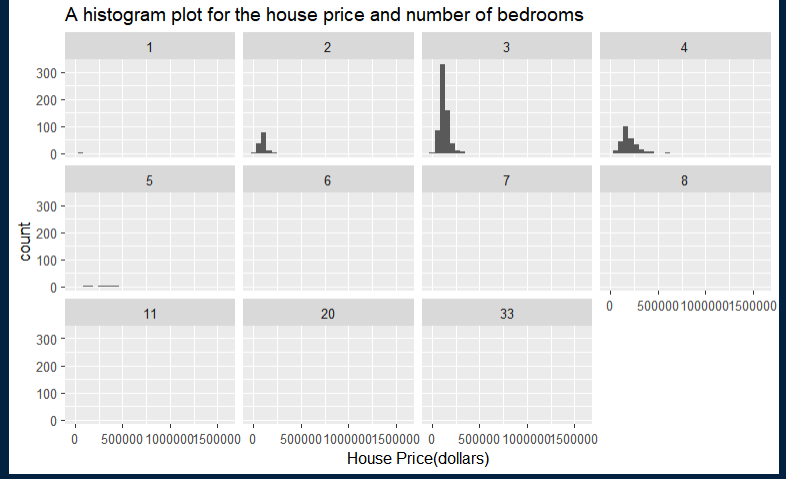 A histogram plot for the house price and number of bedrooms
1 2 3 4
300
200
100
0
5 6 7 8
300
200
100
0
count
0 500000 1000000 1500000
11 20 33
300
200
100
0
0 500000 1000000 1500000 0 500000 1000000 1500000 0 500000 1000000 1500000
House Price(dollars)